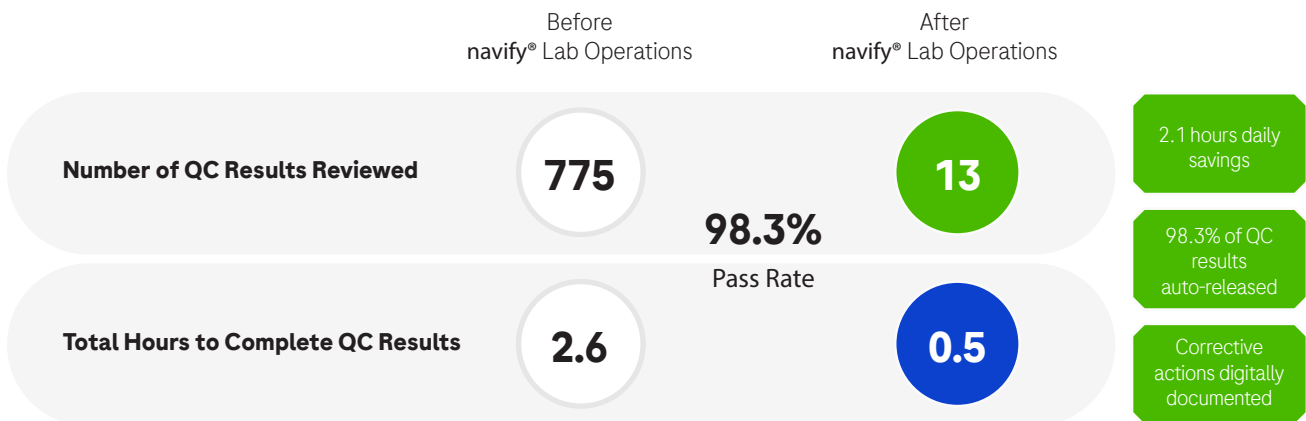 Before
navify® Lab Operations
After
navify® Lab Operations
Number of QC Results Reviewed
775
13
98.3%
Pass Rate
Total Hours to Complete QC Results
2.6
0.5
2.1 hours daily
savings
98.3% of QC
results
auto-released
Corrective
actions digitally
documented